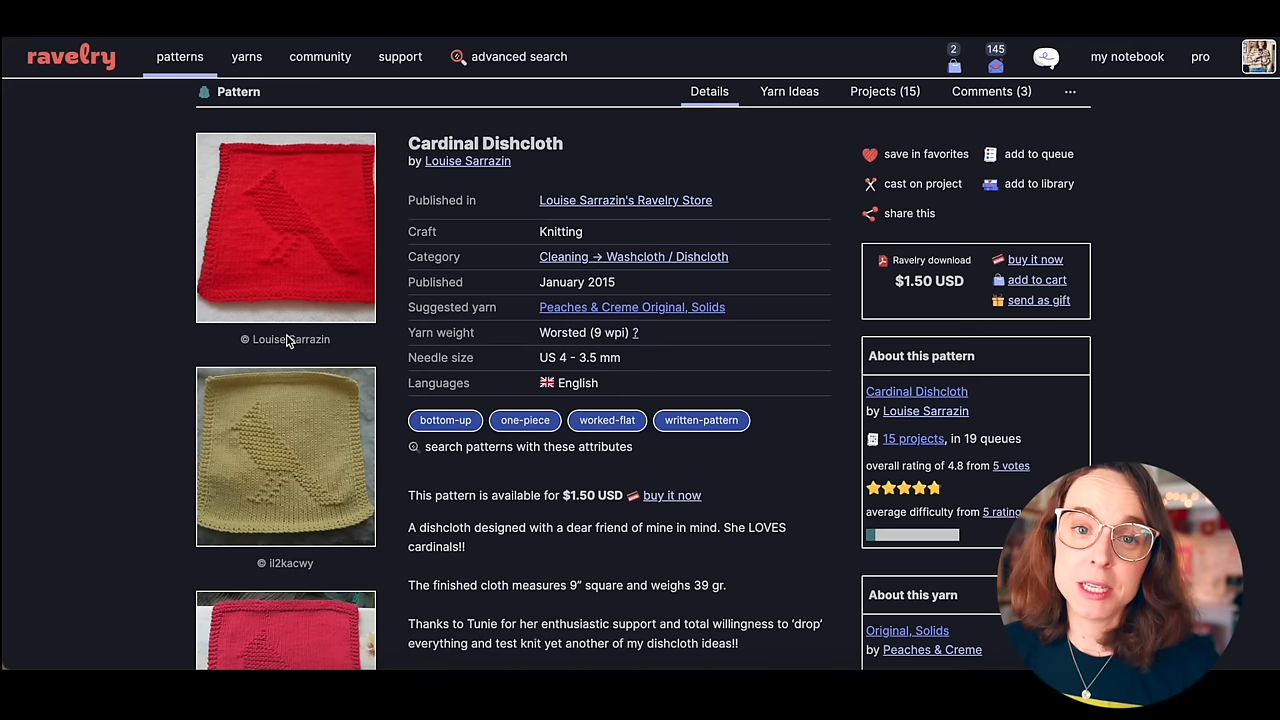 ravelry
patterns
yarns
community
support
advanced search
2
145
my notebook
pro
Pattern
Details
Yarn Ideas
Projects (15)
Comments (3)
Cardinal Dishcloth
by Louise Sarrazin
Published in Louise Sarrazin's Ravelry Store
Craft Knitting
Category Cleaning → Washcloth / Dishcloth
Published January 2015
Suggested yarn Peaches & Creme Original, Solids
Yarn weight Worsted (9 wpi) ?
Needle size US 4 - 3.5 mm
Languages English
bottom-up one-piece worked-flat written-pattern
search patterns with these attributes
This pattern is available for $1.50 USD buy it now
A dishcloth designed with a dear friend of mine in mind. She LOVES
cardinals!!
The finished cloth measures 9” square and weighs 39 gr.
Thanks to Tunie for her enthusiastic support and total willingness to ‘drop’
everything and test knit yet another of my dishcloth ideas!!
© Louise Sarrazin
© il2kacwy
save in favorites
add to queue
cast on project
add to library
share this
Ravelry download
$1.50 USD
buy it now
add to cart
send as gift
About this pattern
Cardinal Dishcloth
by Louise Sarrazin
15 projects, in 19 queues
overall rating of 4.8 from 5 votes
average difficulty from 5 rating
About this yarn
Original, Solids
by Peaches & Creme